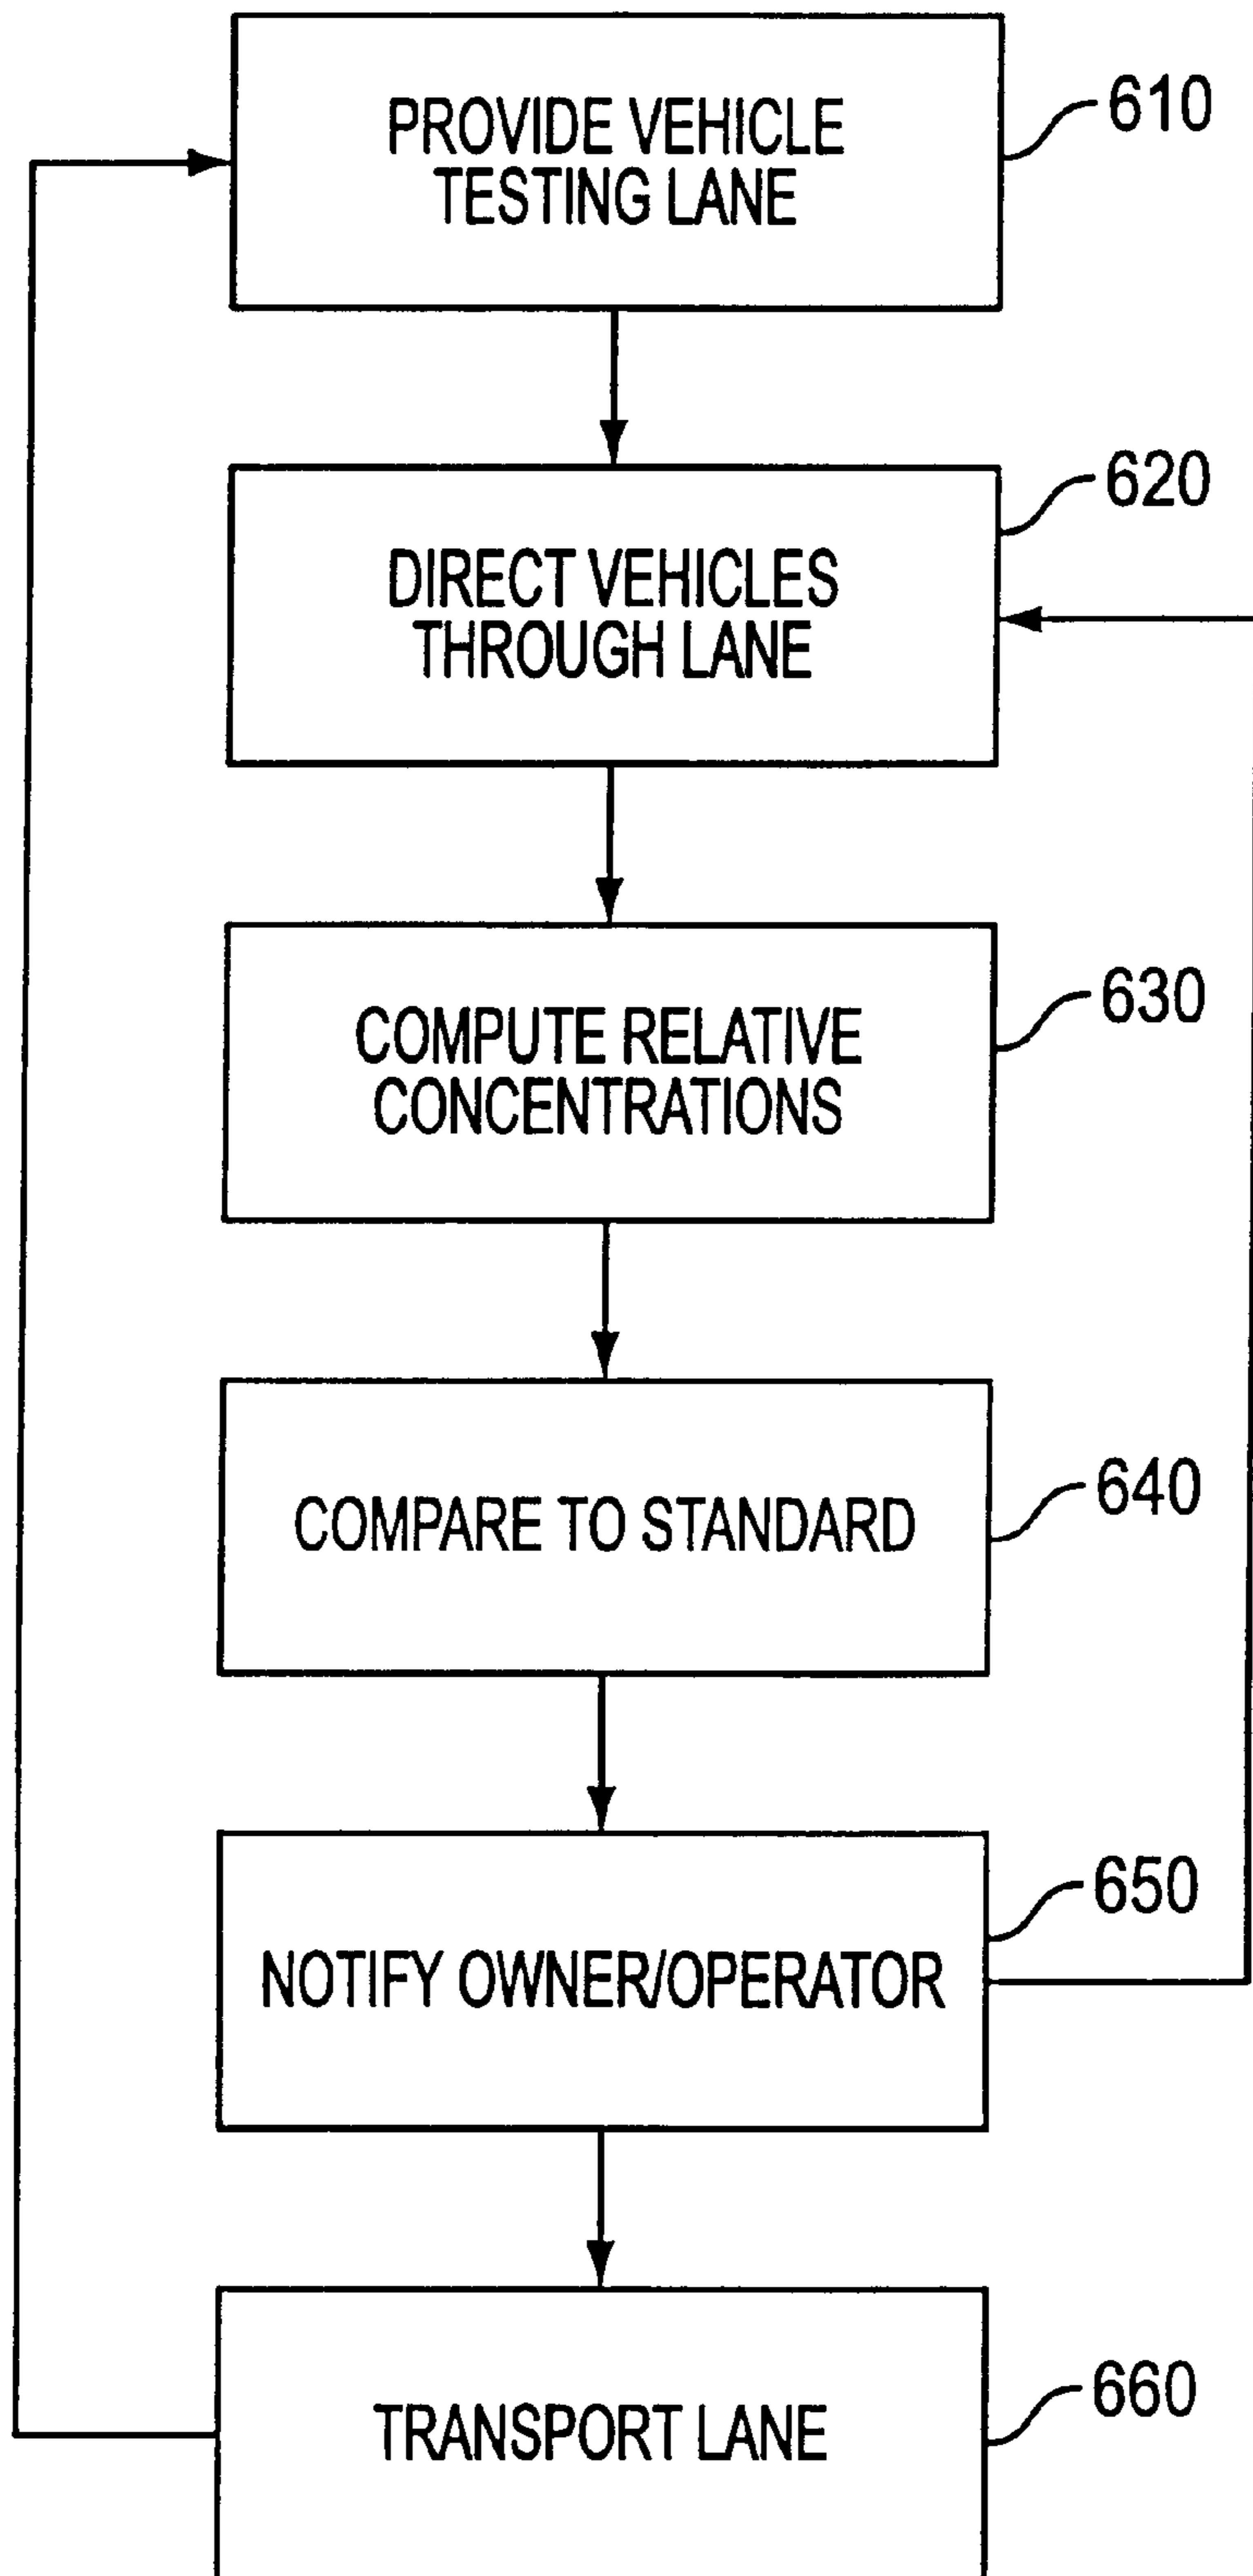 PROVIDE VEHICLE
TESTING LANE
610
DIRECT VEHICLES
THROUGH LANE
620
COMPUTE RELATIVE
CONCENTRATIONS
630
COMPARE TO STANDARD
640
NOTIFY OWNER/OPERATOR
650
TRANSPORT LANE
660